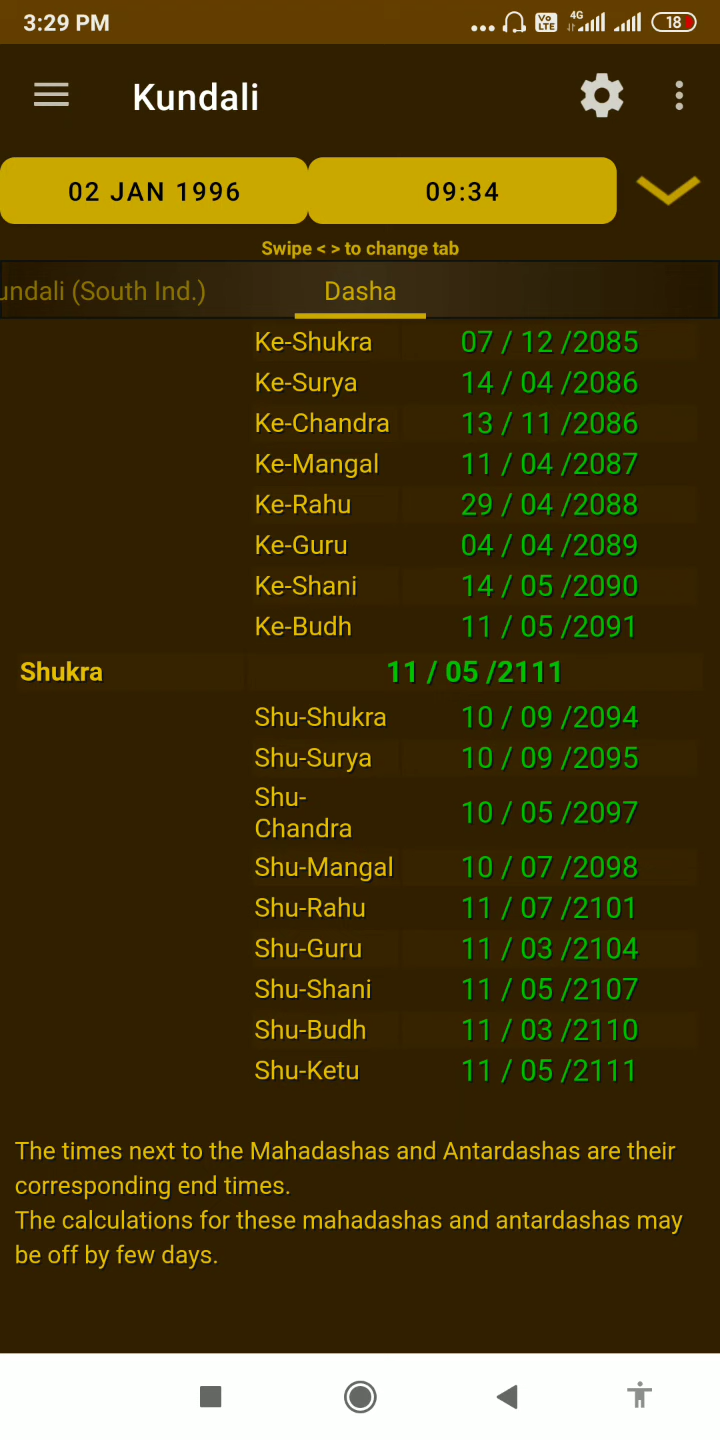 3:29 PM
Vo LTE 4G 18
Kundali
02 JAN 1996 09:34
Swipe < > to change tab
undali (South Ind.) Dasha
Ke-Shukra 07 / 12 /2085
Ke-Surya 14 / 04 /2086
Ke-Chandra 13 / 11 /2086
Ke-Mangal 11 / 04 /2087
Ke-Rahu 29 / 04 /2088
Ke-Guru 04 / 04 /2089
Ke-Shani 14 / 05 /2090
Ke-Budh 11 / 05 /2091
Shukra 11 / 05 /2111
Shu-Shukra 10 / 09 /2094
Shu-Surya 10 / 09 /2095
Shu-
Chandra 10 / 05 /2097
Shu-Mangal 10 / 07 /2098
Shu-Rahu 11 / 07 /2101
Shu-Guru 11 / 03 /2104
Shu-Shani 11 / 05 /2107
Shu-Budh 11 / 03 /2110
Shu-Ketu 11 / 05 /2111
The times next to the Mahadashas and Antardashas are their
corresponding end times.
The calculations for these mahadashas and antardashas may
be off by few days.